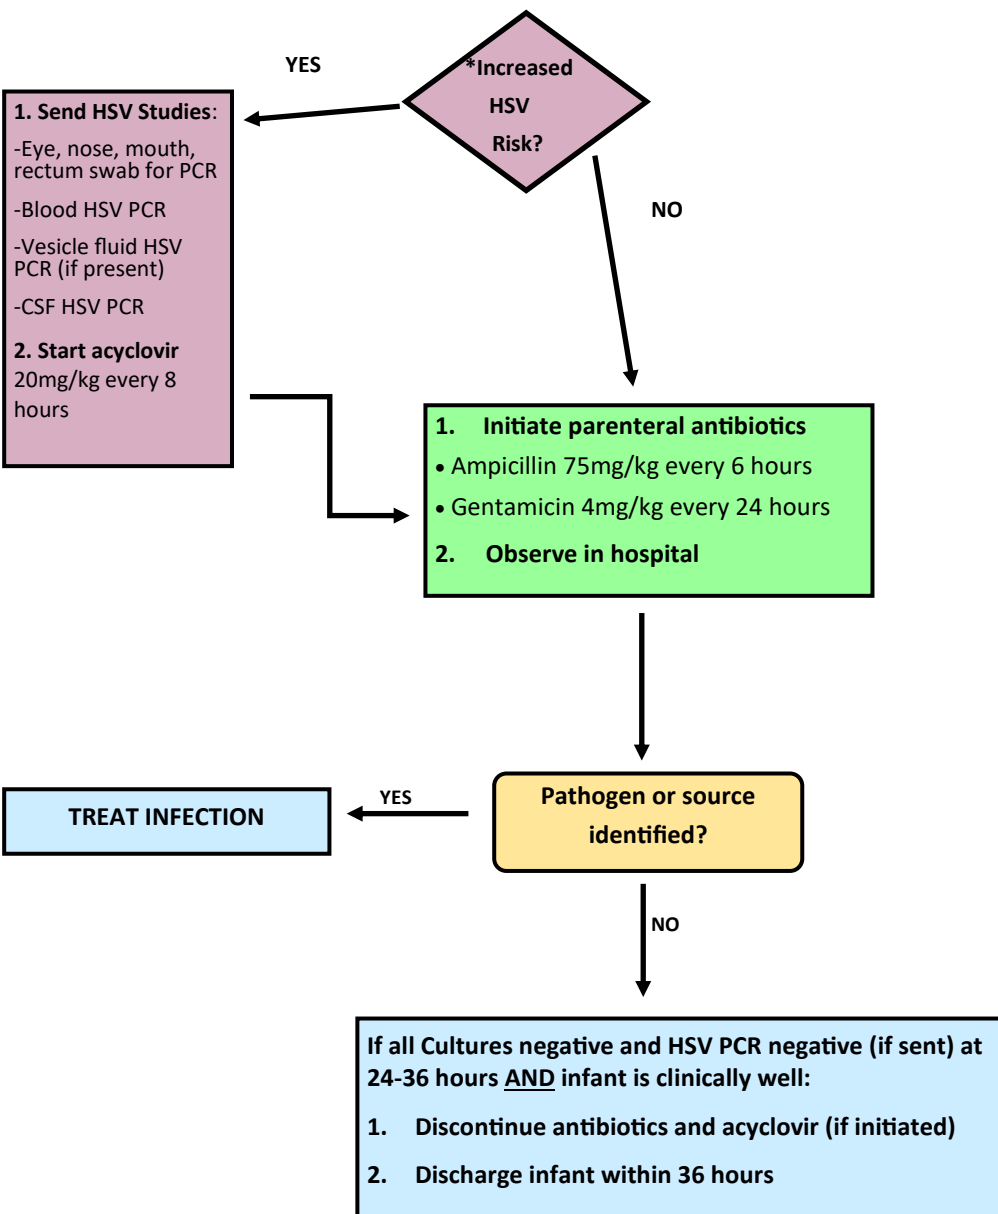 *Increased
HSV
Risk?
YES
1. Send HSV Studies:
-Eye, nose, mouth,
rectum swab for PCR
-Blood HSV PCR
-Vesicle fluid HSV
PCR (if present)
-CSF HSV PCR
2. Start acyclovir
20mg/kg every 8
hours
NO
1. Initiate parenteral antibiotics
• Ampicillin 75mg/kg every 6 hours
• Gentamicin 4mg/kg every 24 hours
2. Observe in hospital
Pathogen or source
identified?
YES
TREAT INFECTION
NO
If all Cultures negative and HSV PCR negative (if sent) at
24-36 hours AND infant is clinically well:
1. Discontinue antibiotics and acyclovir (if initiated)
2. Discharge infant within 36 hours